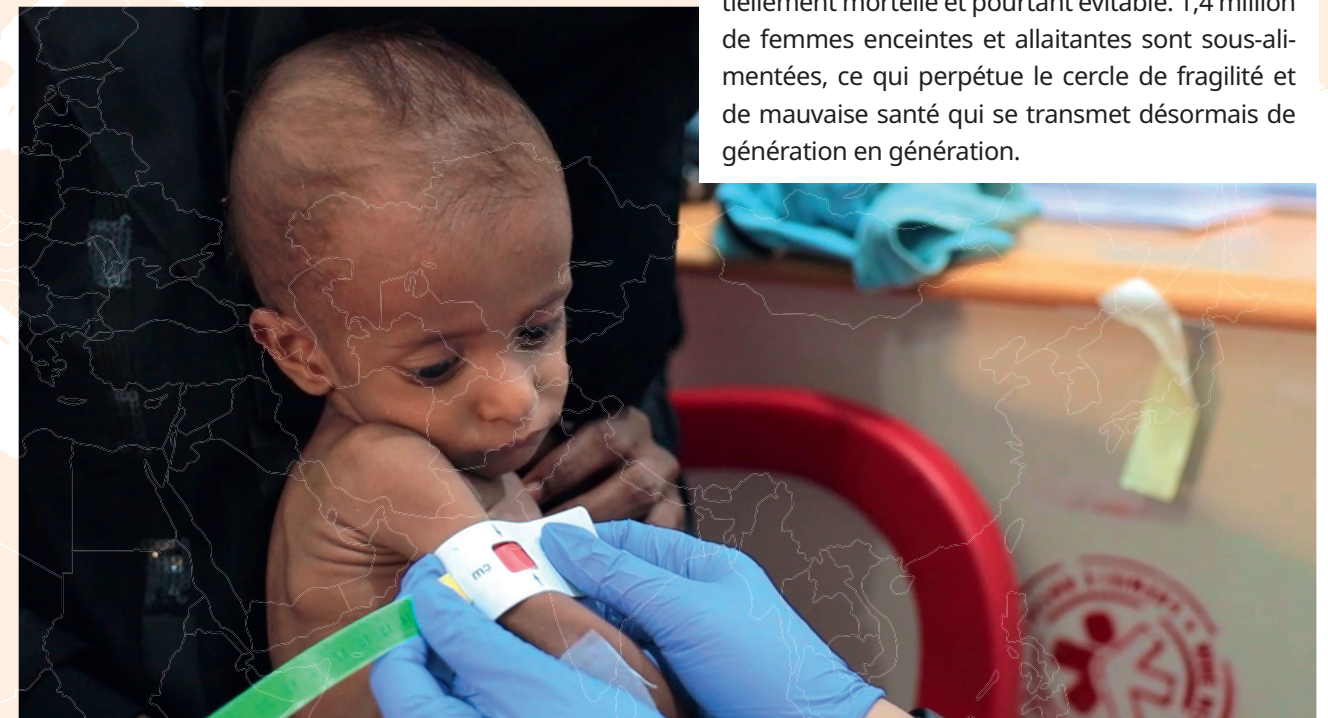 tiellement mortelle et pourtant évitable. 1,4 million
de femmes enceintes et allaitantes sont sous-ali-
mentées, ce qui perpétue le cercle de fragilité et
de mauvaise santé qui se transmet désormais de
génération en génération.
cm